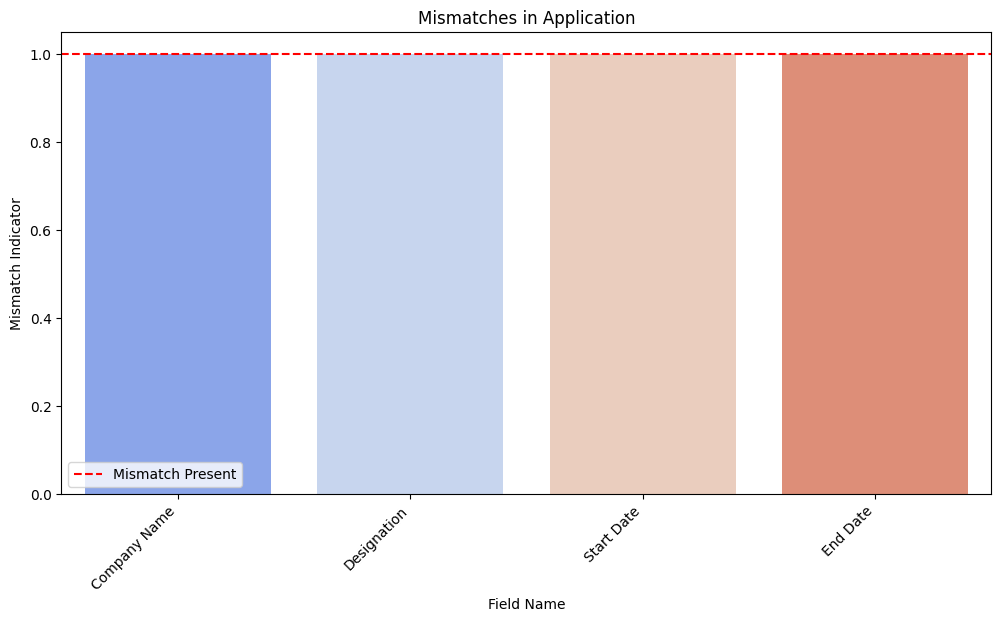 Mismatches in Application
Mismatch Indicator
1.0
0.8
0.6
0.4
0.2
0.0
Mismatch Present
Company Name
Designation
Start Date
End Date
Field Name